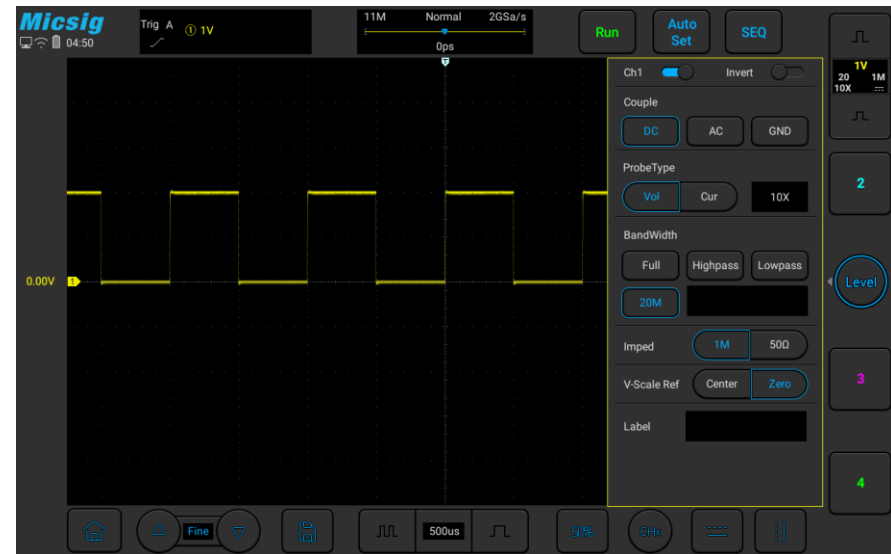 Micsig
04:50
Trig A ① 1V
11M Normal 2GSa/s
0ps
Run
Auto
Set
SEQ
Ch1 Invert
Couple
DC AC GND
ProbeType
Vol Cur 10X
BandWidth
Full Highpass Lowpass
20M
Imped 1M 50Ω
V-Scale Ref Center Zero
Label
0.00V 1
1V
20 1M
10X
2
Level
3
4
Fine
500us
50%
CHx